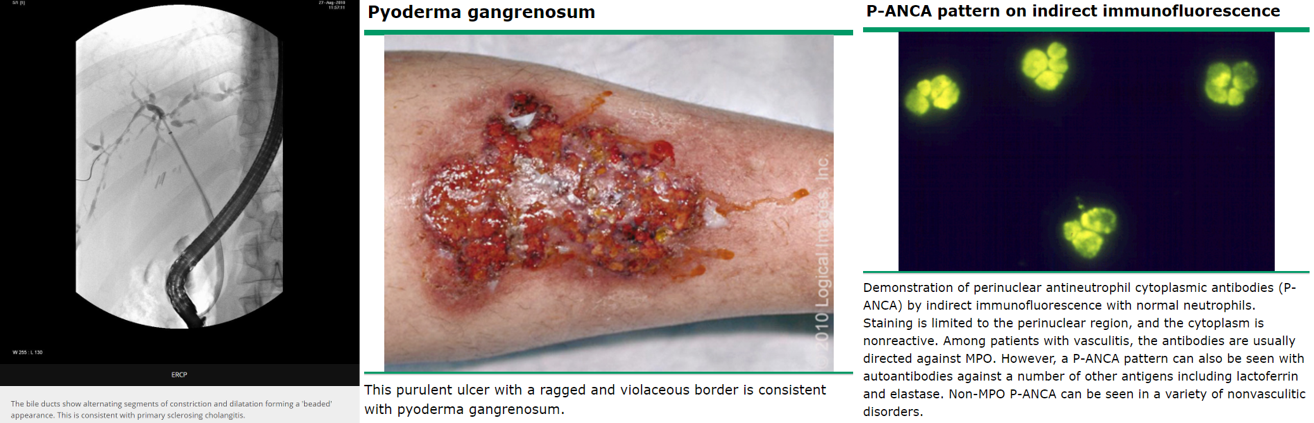 27-Aug-2019
11:57:11
W 255 : L 130
ERCP
The bile ducts show alternating segments of constriction and dilatation forming a 'beaded'
appearance. This is consistent with primary sclerosing cholangitis.
Pyoderma gangrenosum
2010 Logical Images, Inc.
This purulent ulcer with a ragged and violaceous border is consistent
with pyoderma gangrenosum.
P-ANCA pattern on indirect immunofluorescence
Demonstration of perinuclear antineutrophil cytoplasmic antibodies (P-
ANCA) by indirect immunofluorescence with normal neutrophils.
Staining is limited to the perinuclear region, and the cytoplasm is
nonreactive. Among patients with vasculitis, the antibodies are usually
directed against MPO. However, a P-ANCA pattern can also be seen with
autoantibodies against a number of other antigens including lactoferrin
and elastase. Non-MPO P-ANCA can be seen in a variety of nonvasculitic
disorders.